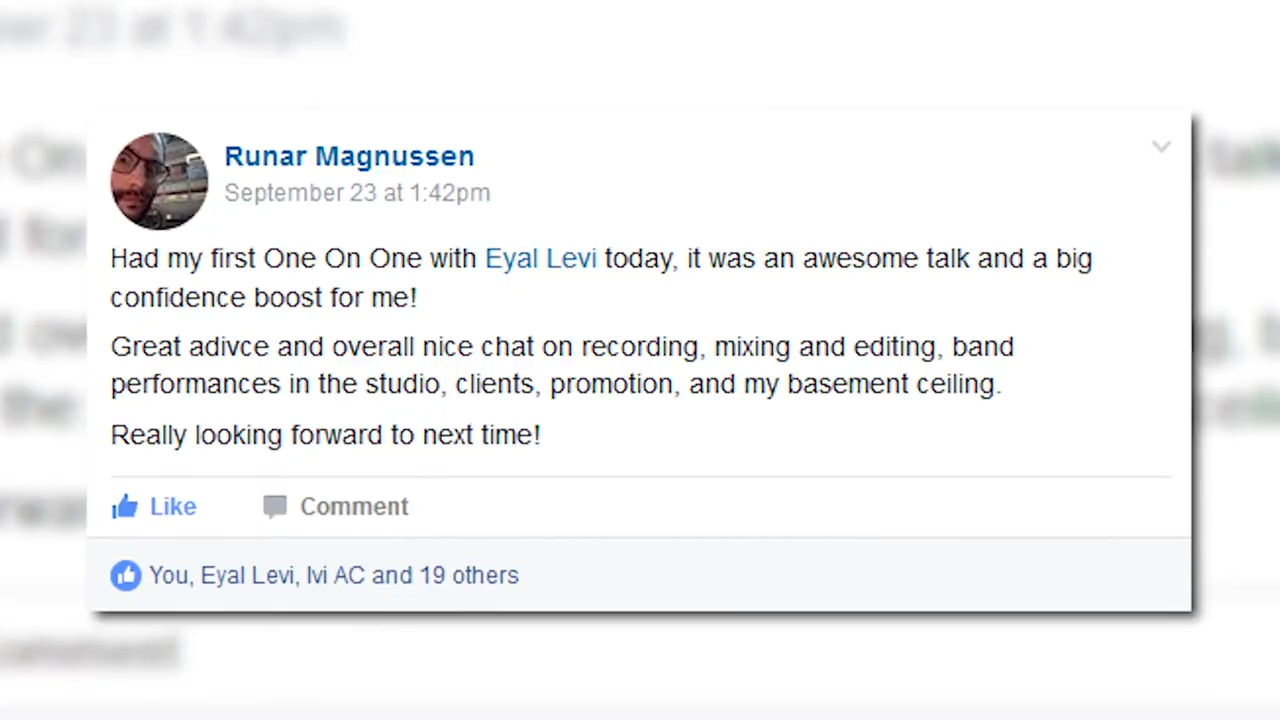 Runar Magnussen
September 23 at 1:42pm
Had my first One On One with Eyal Levi today, it was an awesome talk and a big
confidence boost for me!
Great adivce and overall nice chat on recording, mixing and editing, band
performances in the studio, clients, promotion, and my basement ceiling.
Really looking forward to next time!
Like Comment
You, Eyal Levi, Ivi AC and 19 others